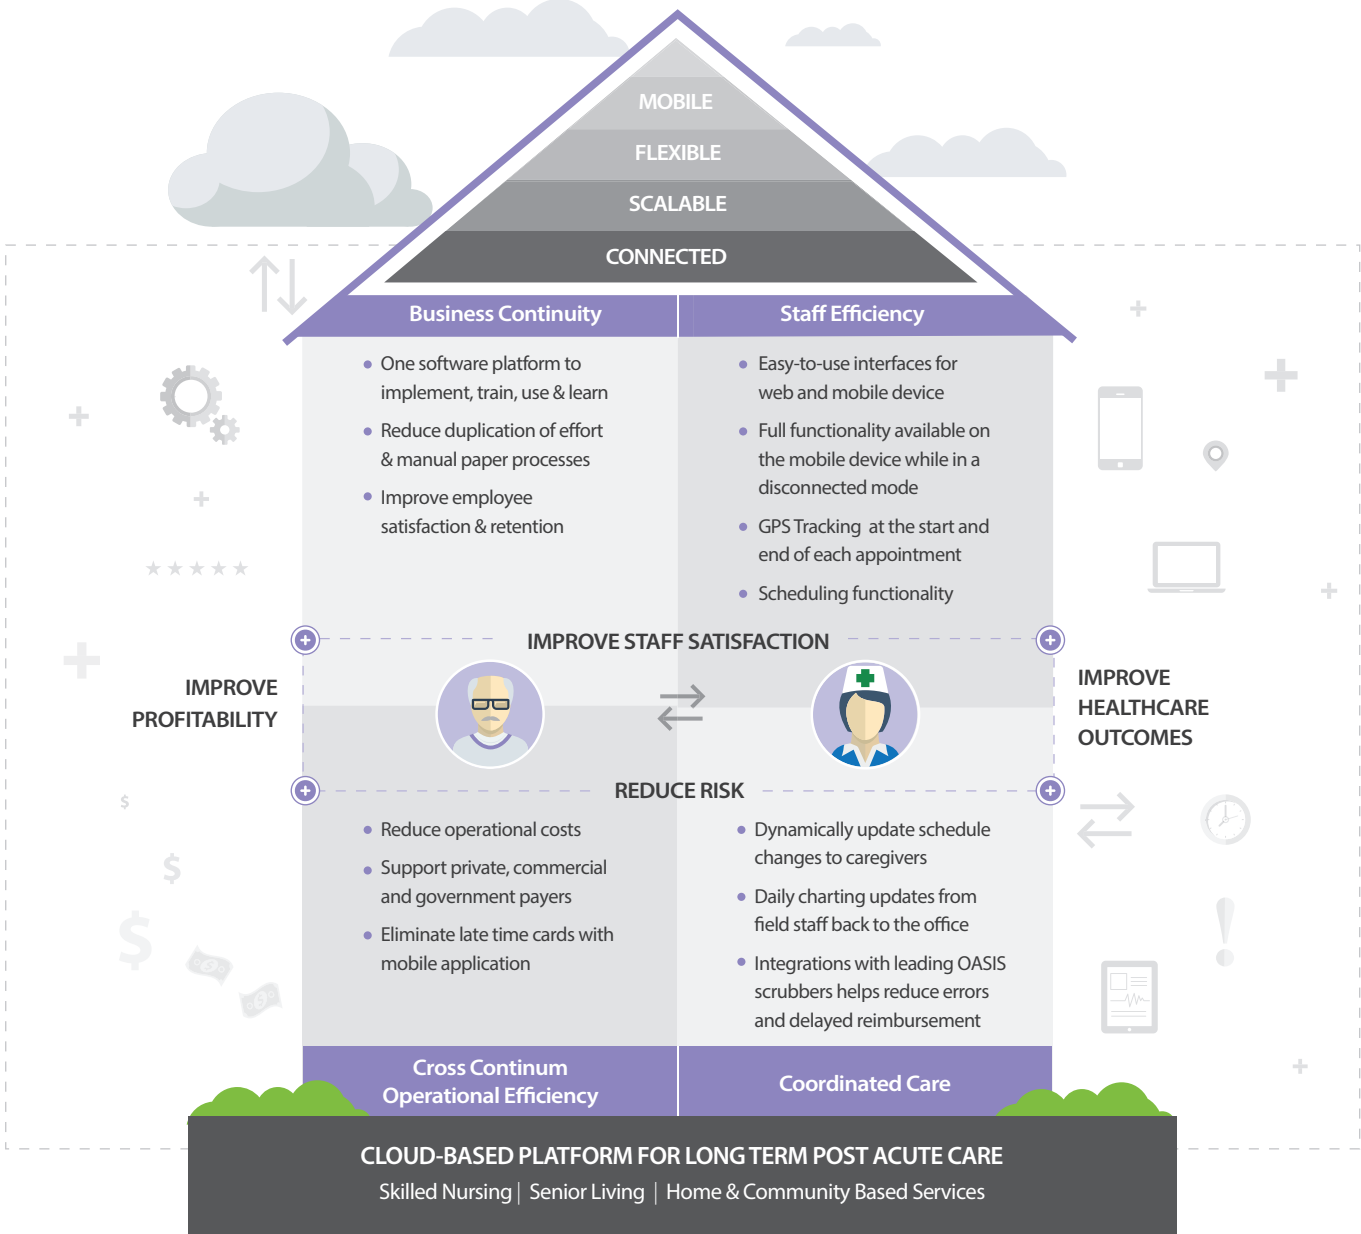 MOBILE
FLEXIBLE
SCALABLE
CONNECTED
Business Continuity
One software platform to
implement, train, use & learn
Reduce duplication of effort
& manual paper processes
Improve employee
satisfaction & retention
Staff Efficiency
Easy-to-use interfaces for
web and mobile device
Full functionality available on
the mobile device while in a
disconnected mode
GPS Tracking at the start and
end of each appointment
Scheduling functionality
IMPROVE STAFF SATISFACTION
IMPROVE
PROFITABILITY
IMPROVE
HEALTHCARE
OUTCOMES
REDUCE RISK
Reduce operational costs
Support private, commercial
and government payers
Eliminate late time cards with
mobile application
Cross Continum
Operational Efficiency
Dynamically update schedule
changes to caregivers
Daily charting updates from
field staff back to the office
Integrations with leading OASIS
scrubbers helps reduce errors
and delayed reimbursement
Coordinated Care
CLOUD-BASED PLATFORM FOR LONG TERM POST ACUTE CARE
Skilled Nursing | Senior Living | Home & Community Based Services